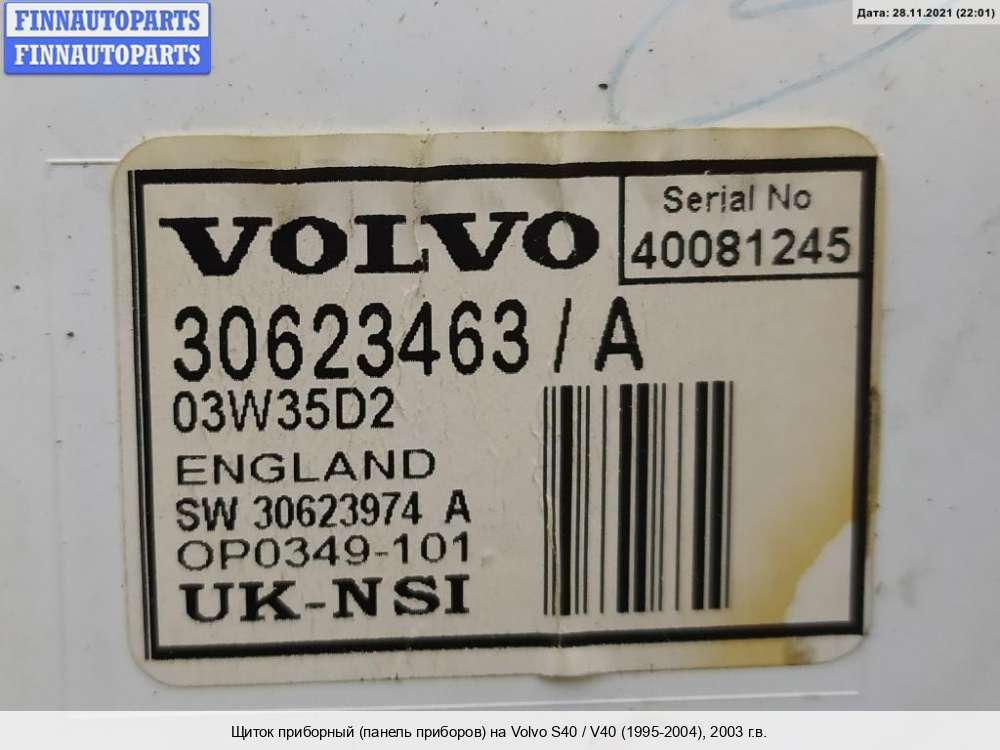 FINNAUTOPARTS
FINNAUTOPARTS
Дата: 28.11.2021 (22:01)
VOLVO
Serial No
40081245
30623463 / A
03W35D2
ENGLAND
SW 30623974 A
OP0349-101
UK-NSI
Щиток приборный (панель приборов) на Volvo S40 / V40 (1995-2004), 2003 г.в.